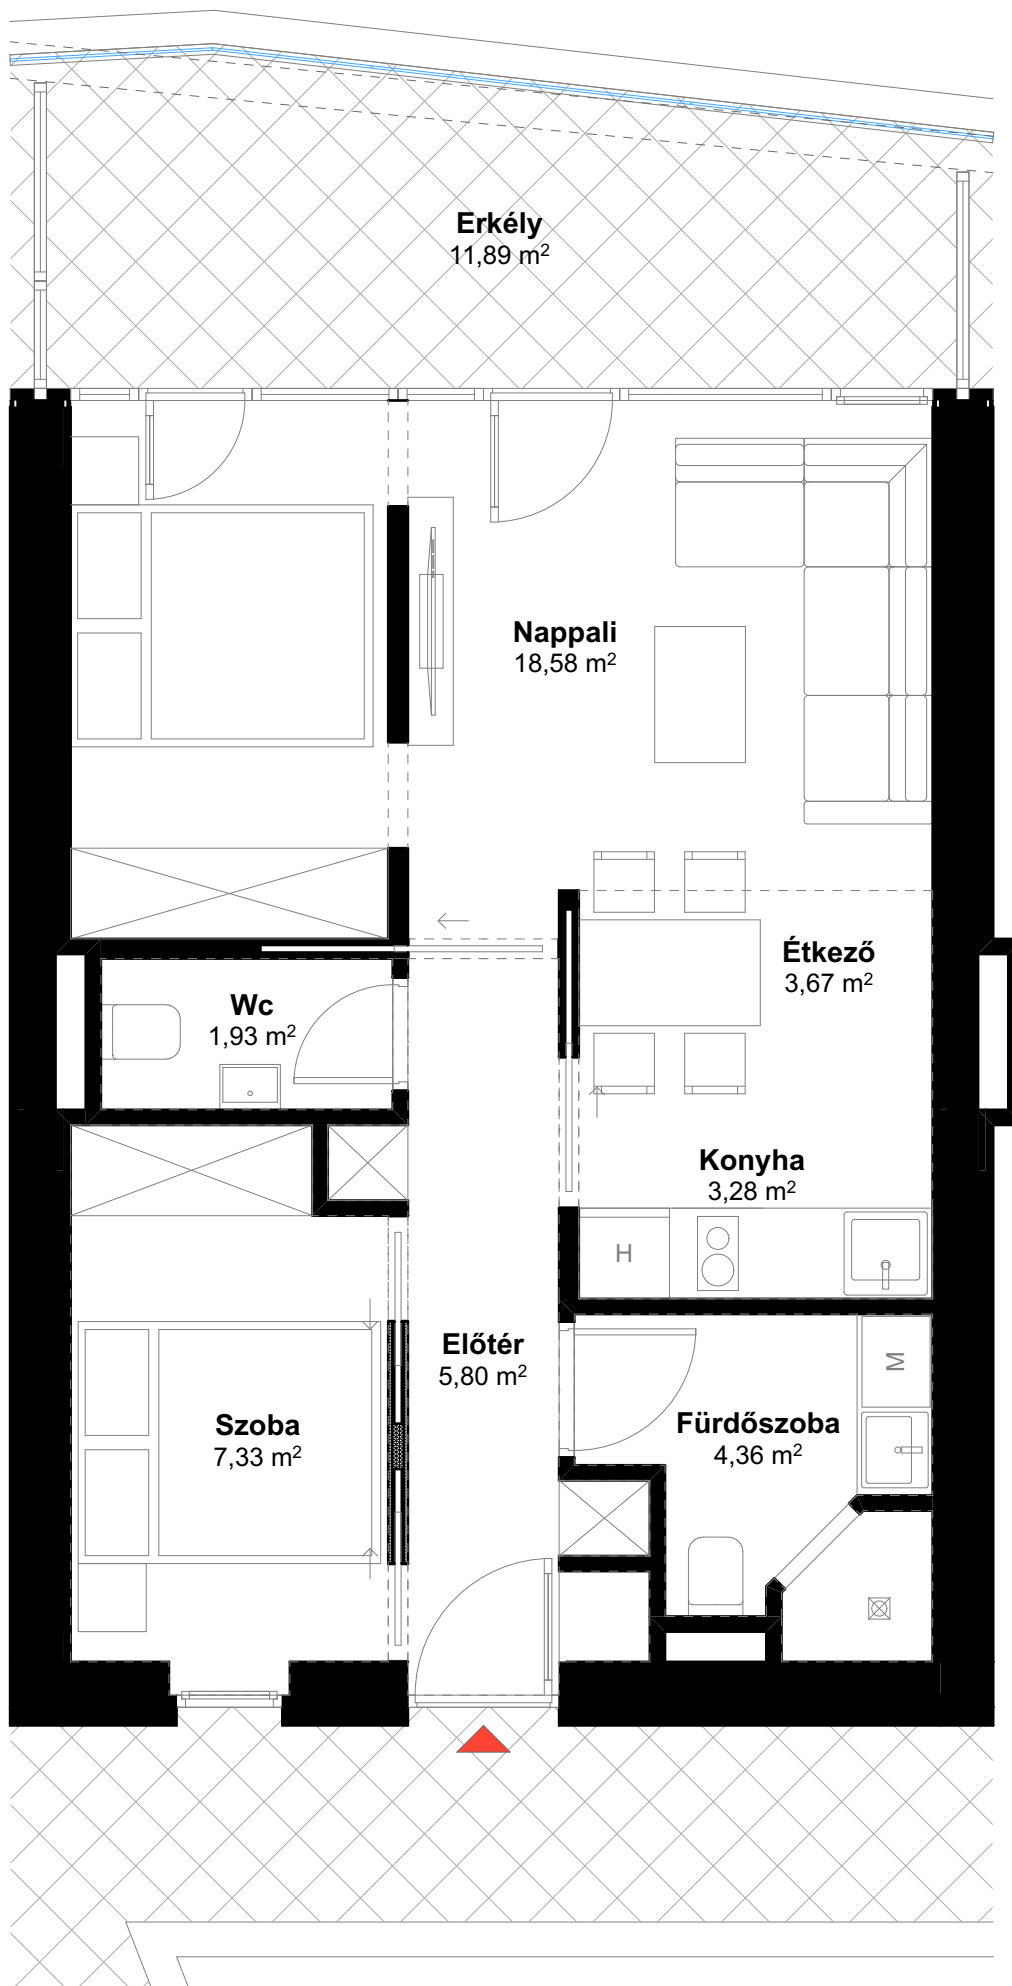 Erkély
11,89 m²
Nappali
18,58 m²
Étkező
3,67 m²
Wc
1,93 m²
Konyha
3,28 m²
H
Előtér
5,80 m²
M
Szoba
7,33 m²
Fürdőszoba
4,36 m²